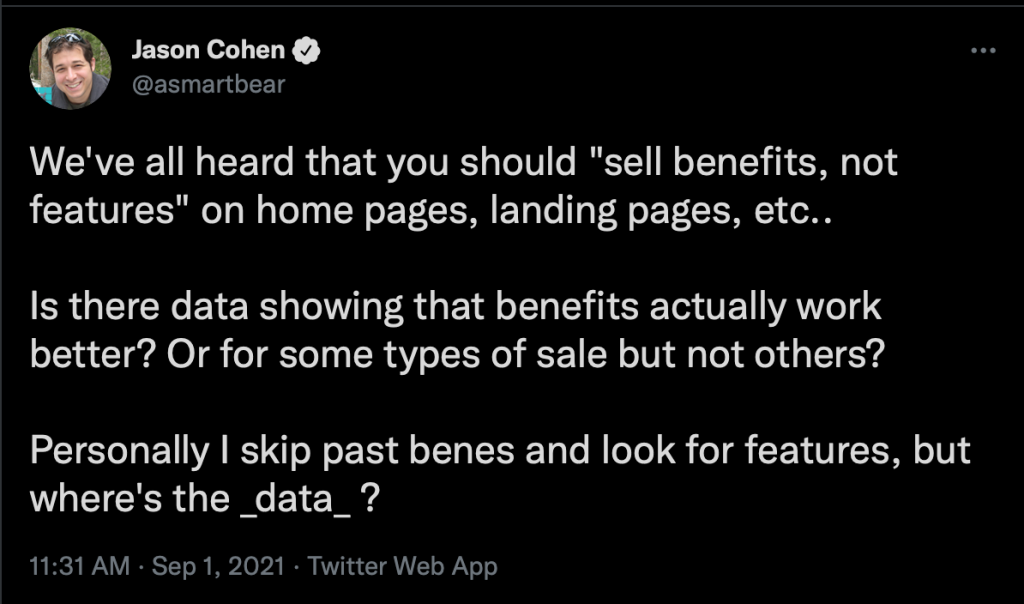 Jason Cohen
@asmartbear
We've all heard that you should "sell benefits, not
features" on home pages, landing pages, etc..
Is there data showing that benefits actually work
better? Or for some types of sale but not others?
Personally I skip past benes and look for features, but
where's the _data_ ?
11:31 AM · Sep 1, 2021 · Twitter Web App